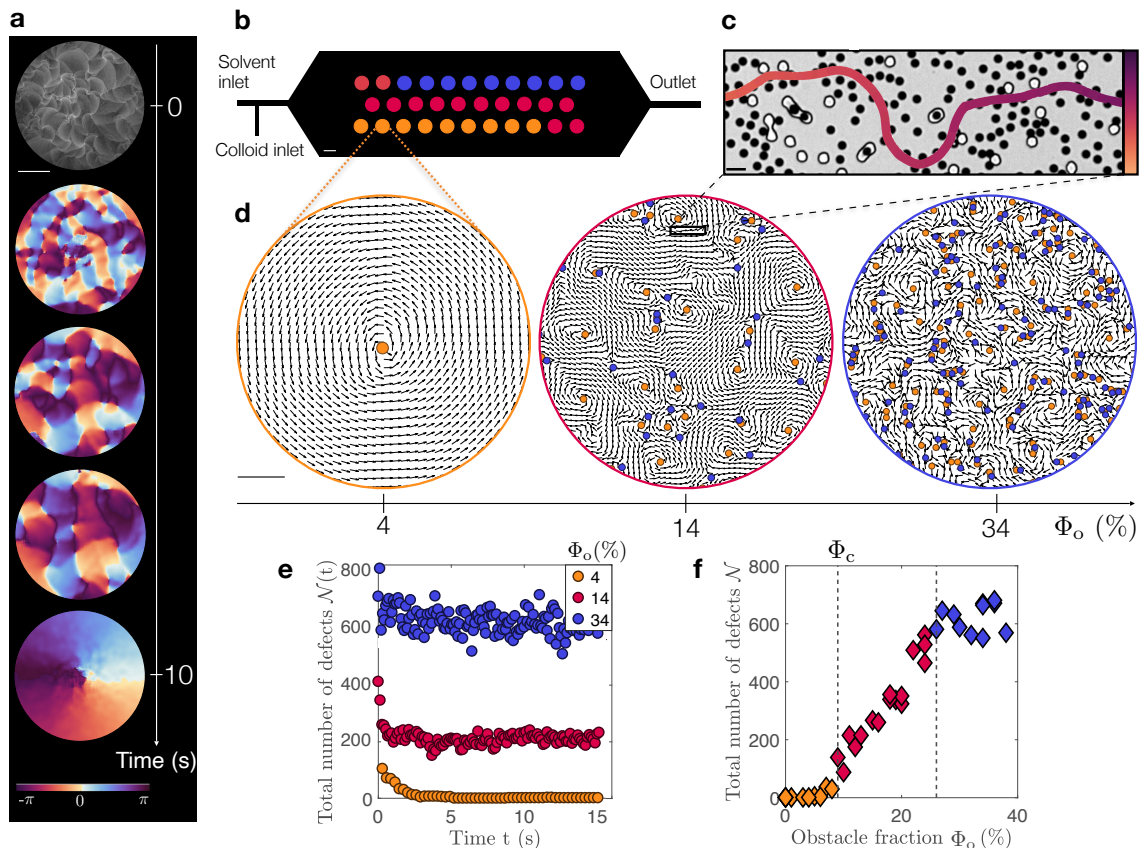 a
0
10
Time (s)
-π
0
π
b
Solvent
inlet
Colloid inlet
Outlet
c
d
4
14
34
Φₒ (%)
e
Φₒ(%)
4
14
34
Total number of defects 𝒩(t)
800
600
400
200
0
0
5
10
15
Time t (s)
f
Φ_c
Total number of defects 𝒩
800
600
400
200
0
0
20
40
Obstacle fraction Φₒ (%)